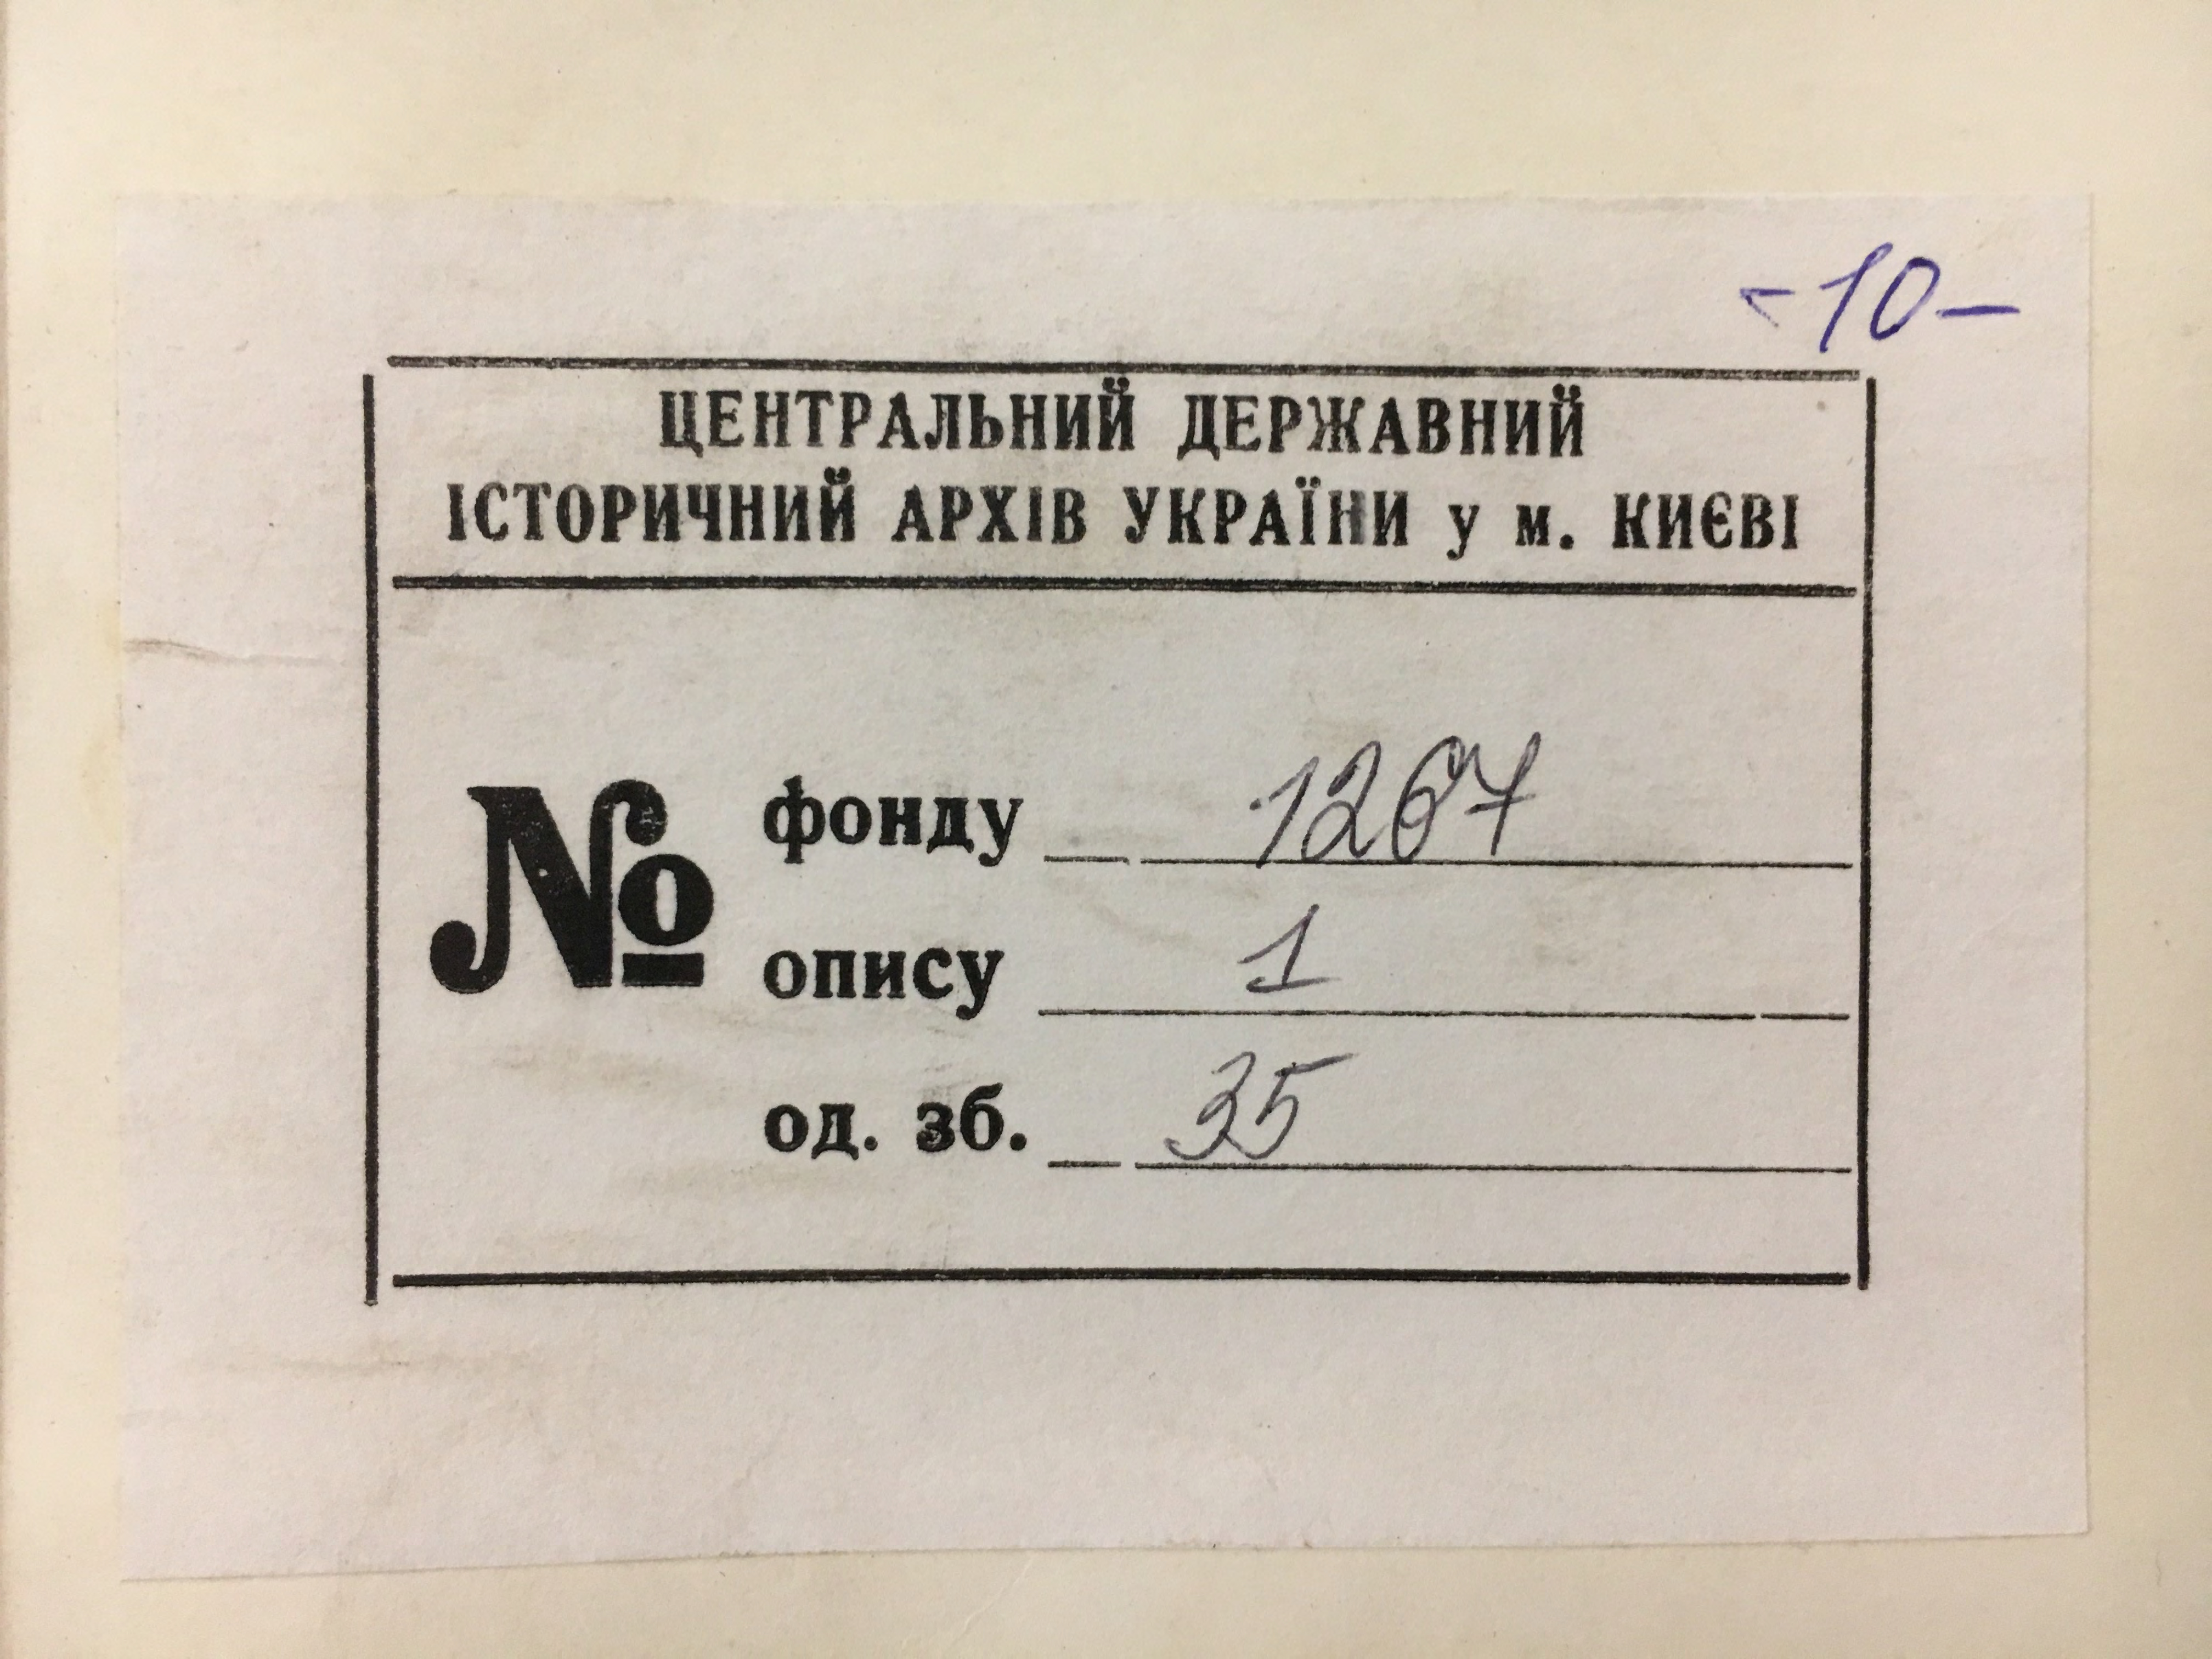 -10-
ЦЕНТРАЛЬНИЙ ДЕРЖАВНИЙ
ІСТОРИЧНИЙ АРХІВ УКРАЇНИ у м. КИЄВІ
№
фонду 1267
опису 1
од. зб. 35